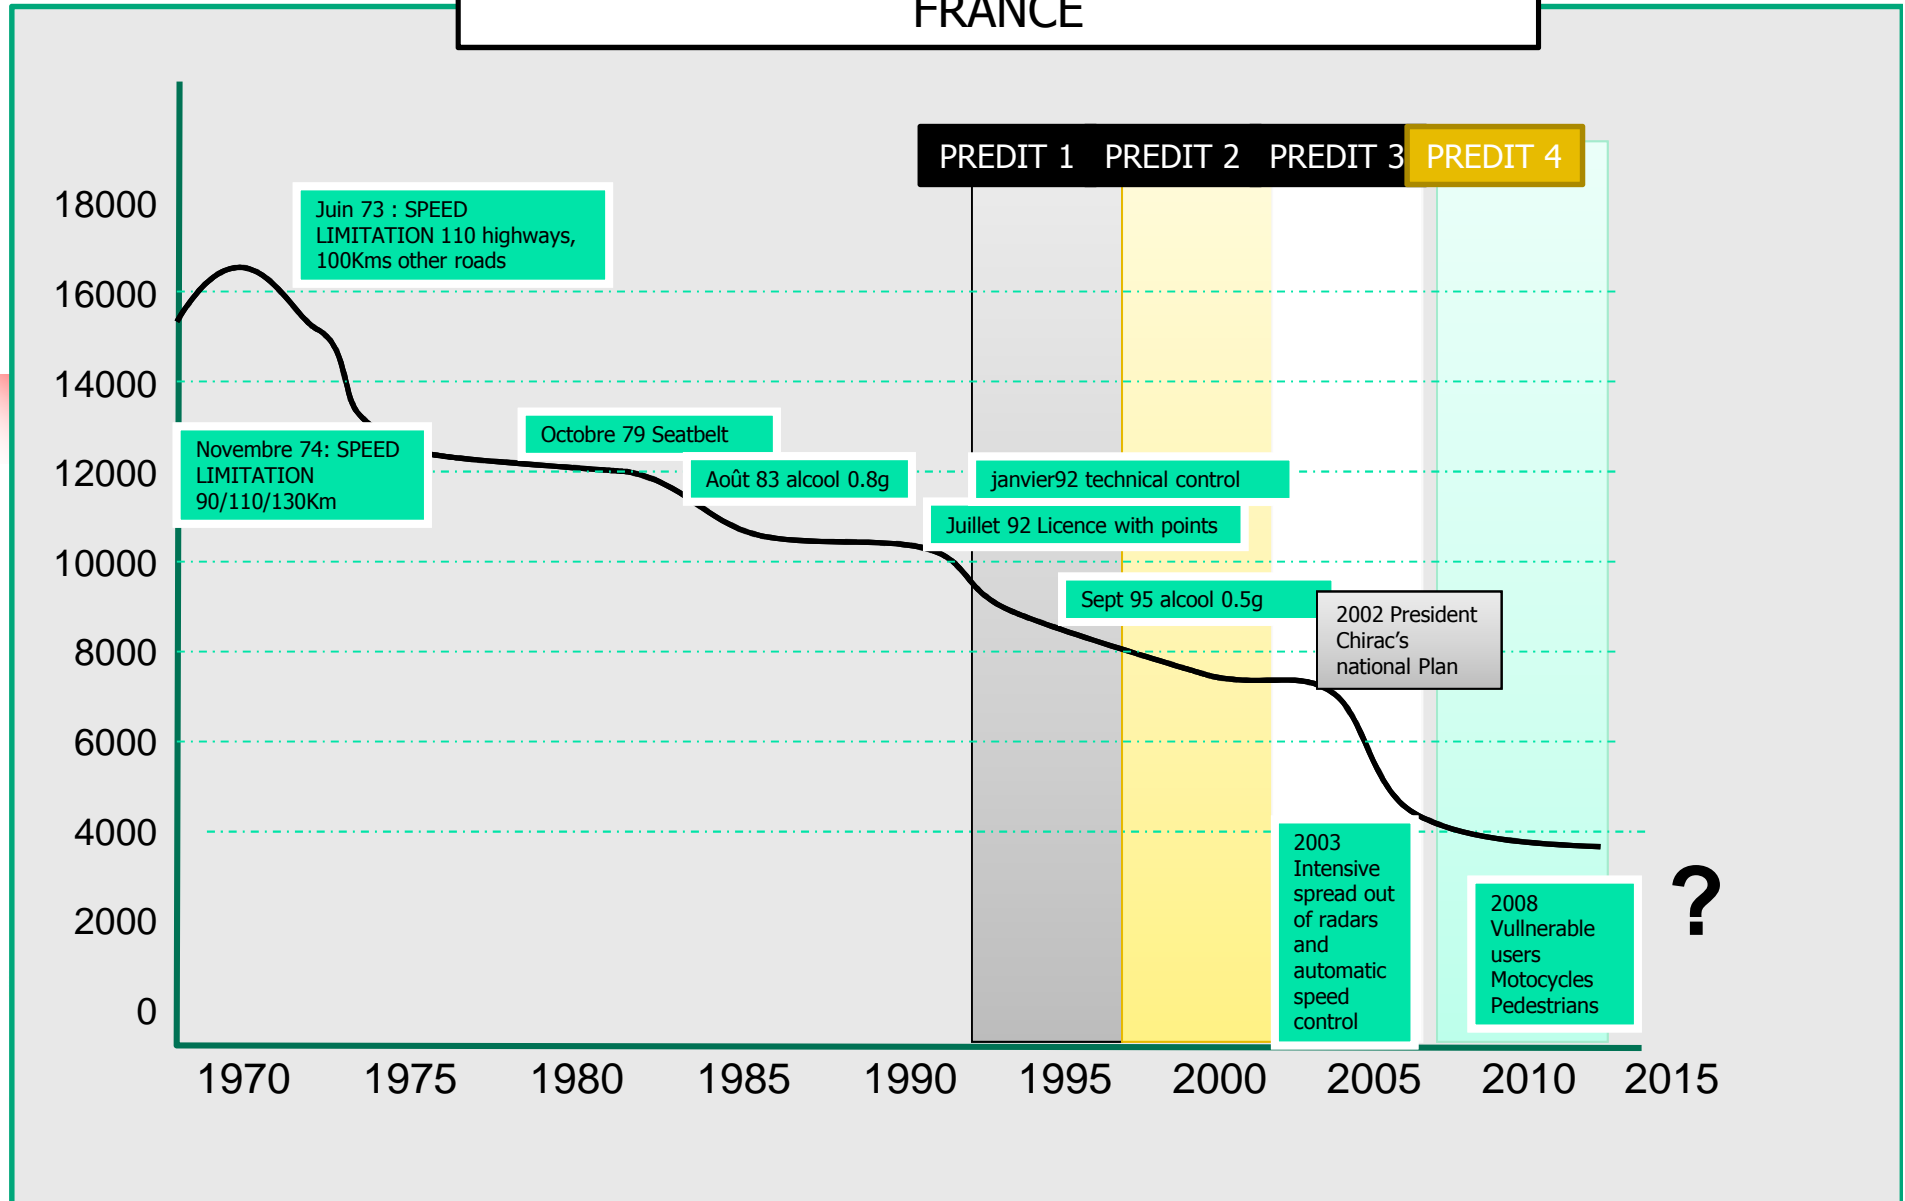 FRANCE
PREDIT 1
PREDIT 2
PREDIT 3
PREDIT 4
18000
16000
14000
12000
10000
8000
6000
4000
2000
0
Juin 73 : SPEED
LIMITATION 110 highways,
100Kms other roads
Novembre 74: SPEED
LIMITATION
90/110/130Km
Octobre 79 Seatbelt
Août 83 alcool 0.8g
janvier92 technical control
Juillet 92 Licence with points
Sept 95 alcool 0.5g
2002 President
Chirac’s
national Plan
2003
Intensive
spread out
of radars
and
automatic
speed
control
2008
Vullnerable
users
Motocycles
Pedestrians
?
1970
1975
1980
1985
1990
1995
2000
2005
2010
2015